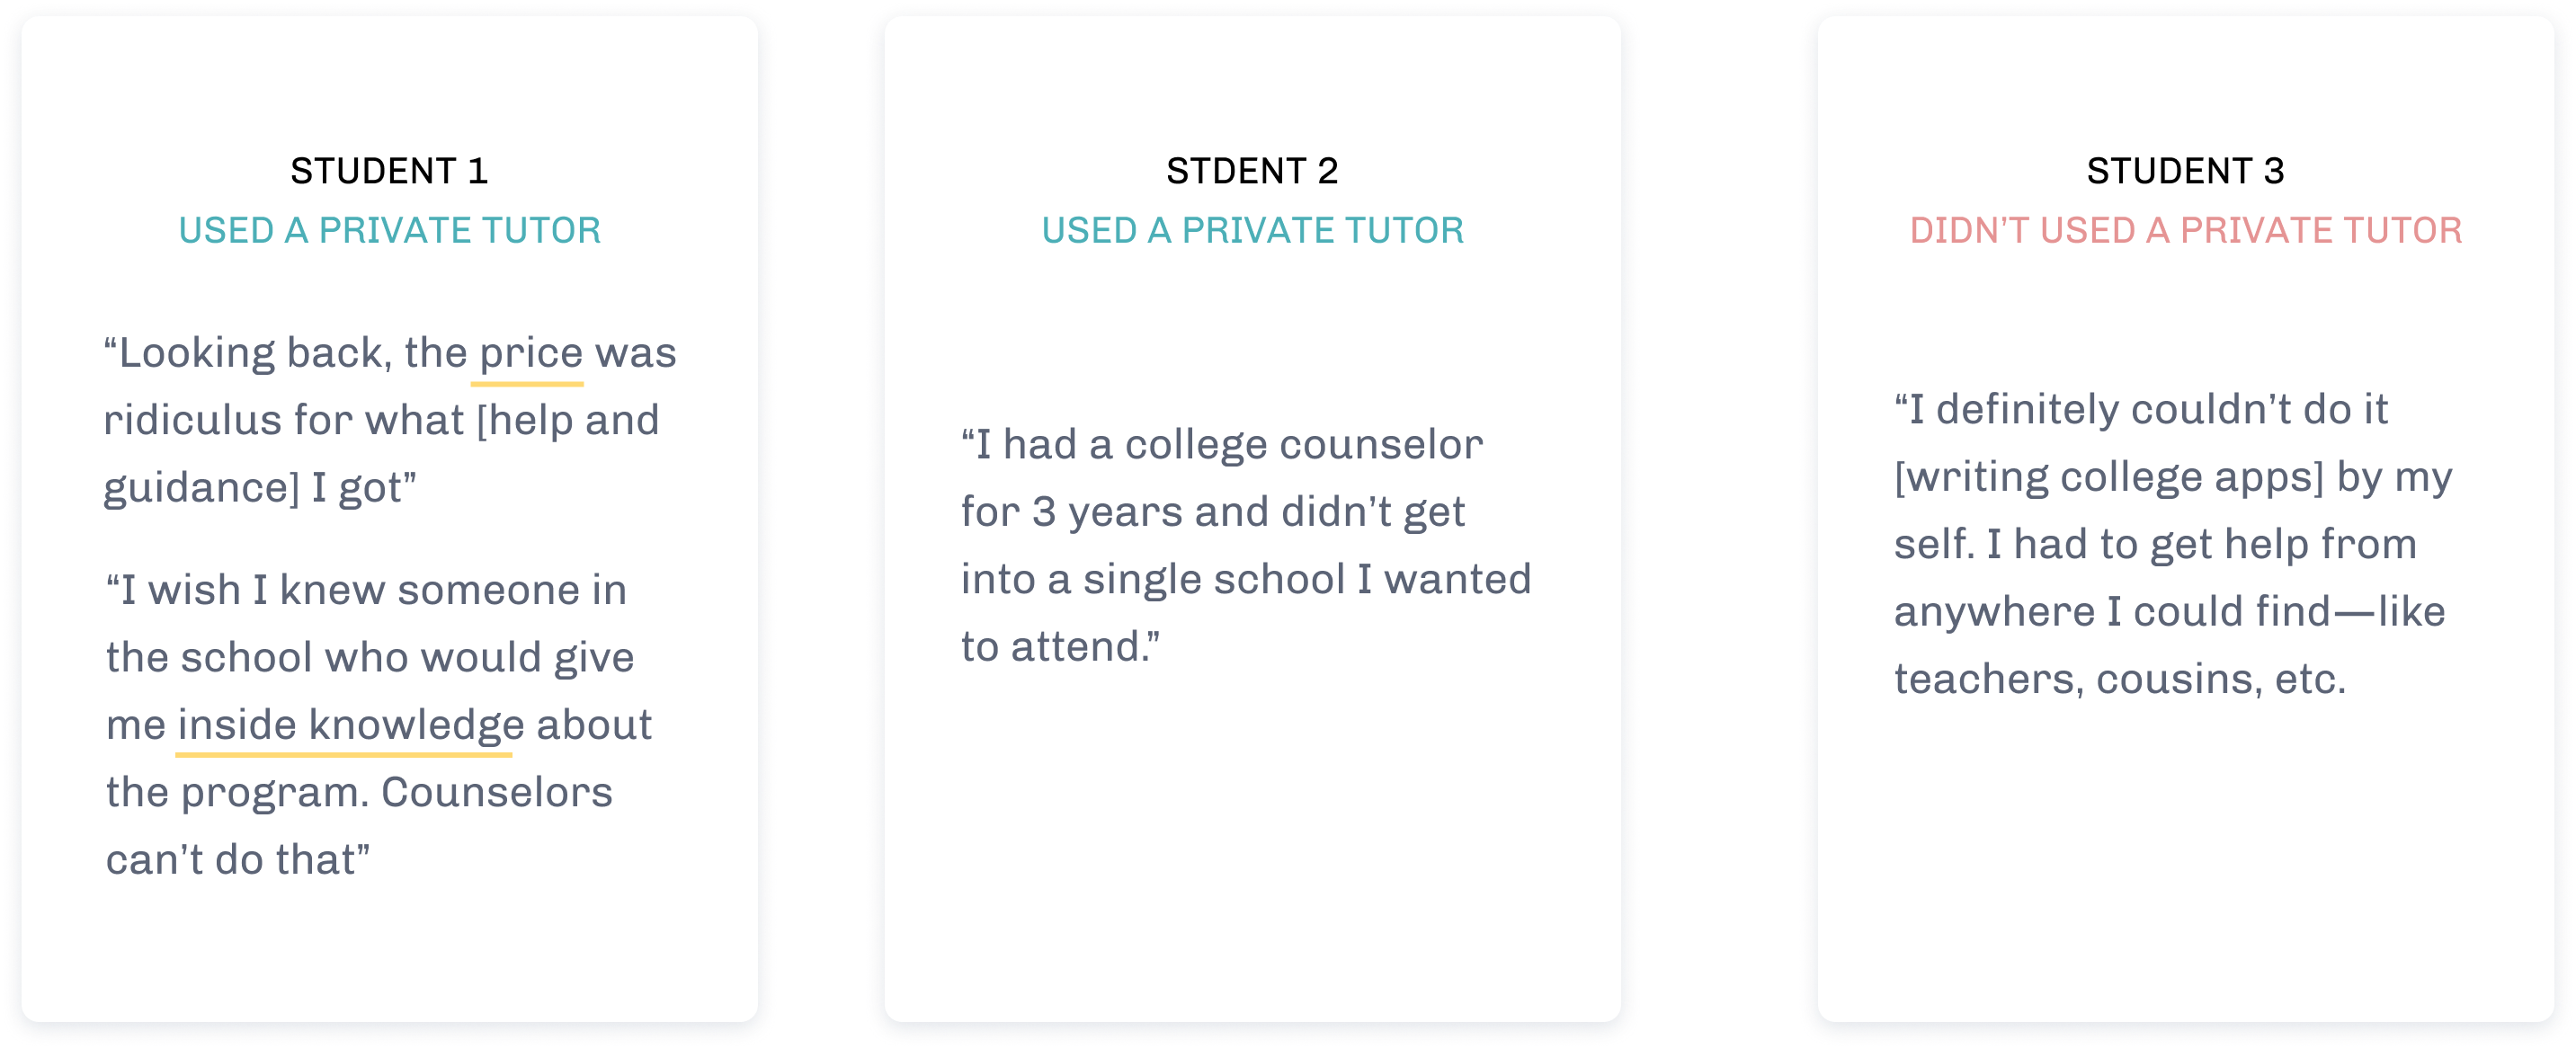 STUDENT 1
USED A PRIVATE TUTOR
“Looking back, the price was
ridiculus for what [help and
guidance] I got”
“I wish I knew someone in
the school who would give
me inside knowledge about
the program. Counselors
can’t do that”
STDENT 2
USED A PRIVATE TUTOR
“I had a college counselor
for 3 years and didn’t get
into a single school I wanted
to attend.”
STUDENT 3
DIDN’T USED A PRIVATE TUTOR
“I definitely couldn’t do it
[writing college apps] by my
self. I had to get help from
anywhere I could find—like
teachers, cousins, etc.